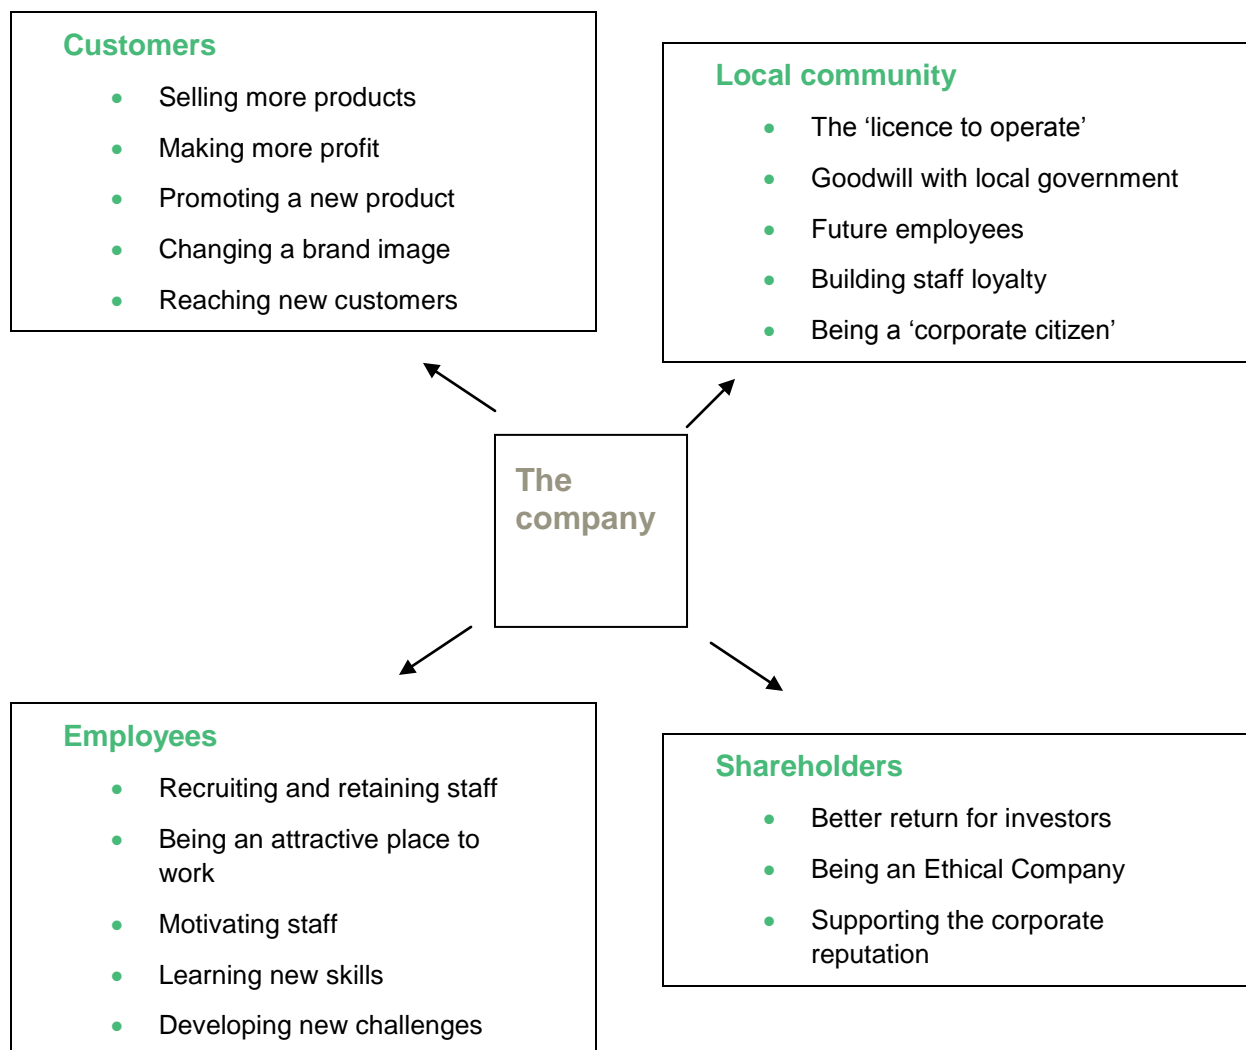 Customers
• Selling more products
• Making more profit
• Promoting a new product
• Changing a brand image
• Reaching new customers
Local community
• The ‘licence to operate’
• Goodwill with local government
• Future employees
• Building staff loyalty
• Being a ‘corporate citizen’
The
company
Employees
• Recruiting and retaining staff
• Being an attractive place to
work
• Motivating staff
• Learning new skills
• Developing new challenges
Shareholders
• Better return for investors
• Being an Ethical Company
• Supporting the corporate
reputation